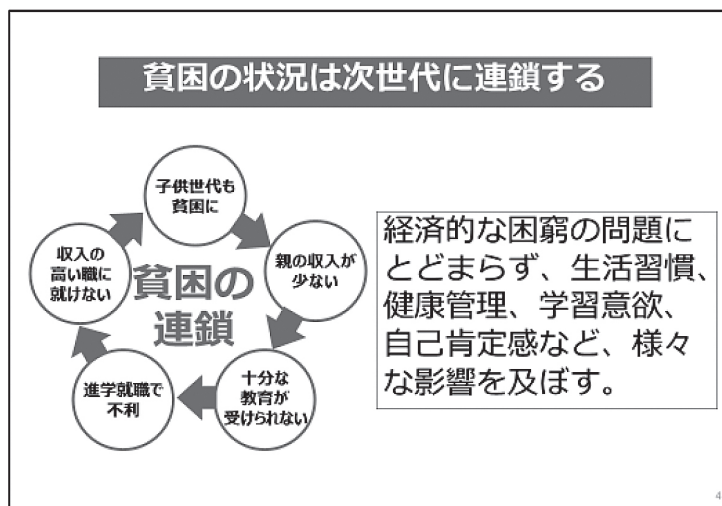 貧困の状況は次世代に連鎖する
子供世代も
貧困に
親の収入が
少ない
十分な
教育が
受けられない
進学就職で
不利
収入の
高い職に
就けない
貧困の
連鎖
経済的な困窮の問題に
とどまらず、生活習慣、
健康管理、学習意欲、
自己肯定感など、様々
な影響を及ぼす。
4